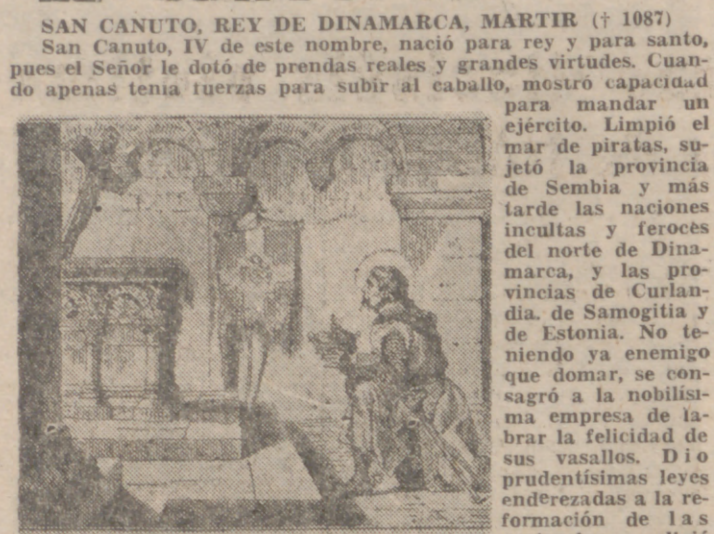 SAN CANUTO, REY DE DINAMARCA, MARTIR († 1087)
San Canuto, IV de este nombre, nació para rey y para santo,
pues el Señor le dotó de prendas reales y grandes virtudes. Cuan-
do apenas tenía fuerzas para subir al caballo, mostró capacidad
para mandar un
ejército. Limpió el
mar de piratas, su-
jetó la provincia
de Sembia y más
tarde las naciones
incultas y feroces
del norte de Dina-
marca, y las pro-
vincias de Curlan-
dia. de Samogitia y
de Estonia. No te-
niendo ya enemigo
que domar, se con-
sagró a la nobilísi-
ma empresa de la-
brar la felicidad de
sus vasallos. Dio
prudentísimas leyes
enderezadas a la re-
formación de las